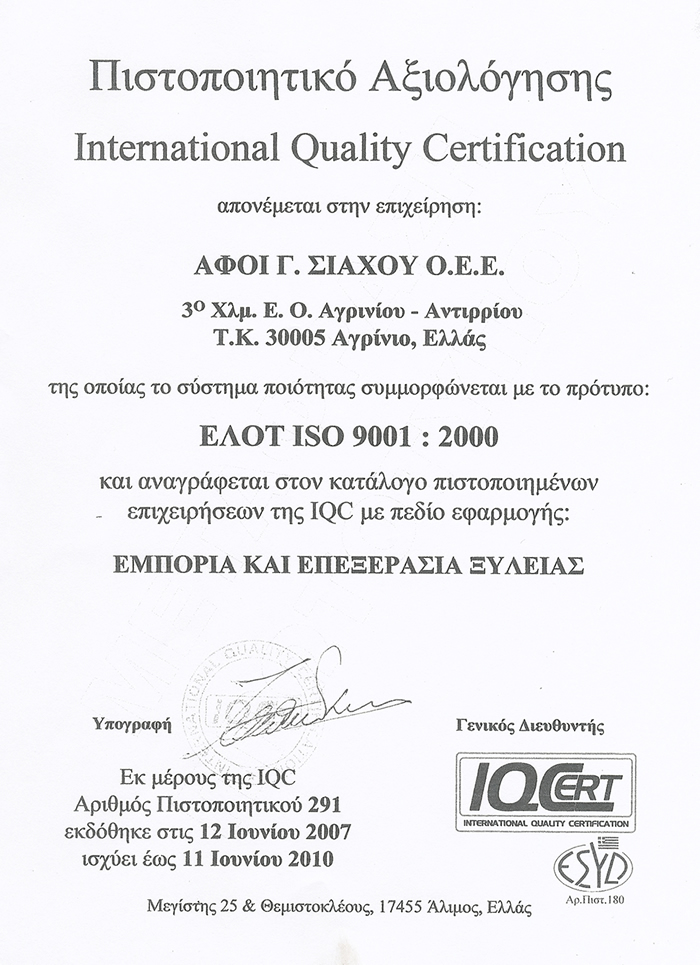 Πιστοποιητικό Αξιολόγησης
International Quality Certification
απονέμεται στην επιχείρηση:
ΑΦΟΙ Γ. ΣΙΑΧΟΥ Ο.Ε.Ε.
3Ο Χλμ. Ε. Ο. Αγρινίου - Αντιρρίου
Τ.Κ. 30005 Αγρίνιο, Ελλάς
της οποίας το σύστημα ποιότητας συμμορφώνεται με το πρότυπο:
ΕΛΟΤ ISO 9001 : 2000
και αναγράφεται στον κατάλογο πιστοποιημένων
επιχειρήσεων της IQC με πεδίο εφαρμογής:
ΕΜΠΟΡΙΑ ΚΑΙ ΕΠΕΞΕΡΑΣΙΑ ΞΥΛΕΙΑΣ
INTERNATIONAL QUALITY
Υπογραφή
Γενικός Διευθυντής
Εκ μέρους της IQC
Αριθμός Πιστοποιητικού 291
εκδόθηκε στις 12 Ιουνίου 2007
ισχύει έως 11 Ιουνίου 2010
IQCCERT
INTERNATIONAL QUALITY CERTIFICATION
ΕΣΥΔ
Αρ.Πιστ.180
Μεγίστης 25 & Θεμιστοκλέους, 17455 Άλιμος, Ελλάς